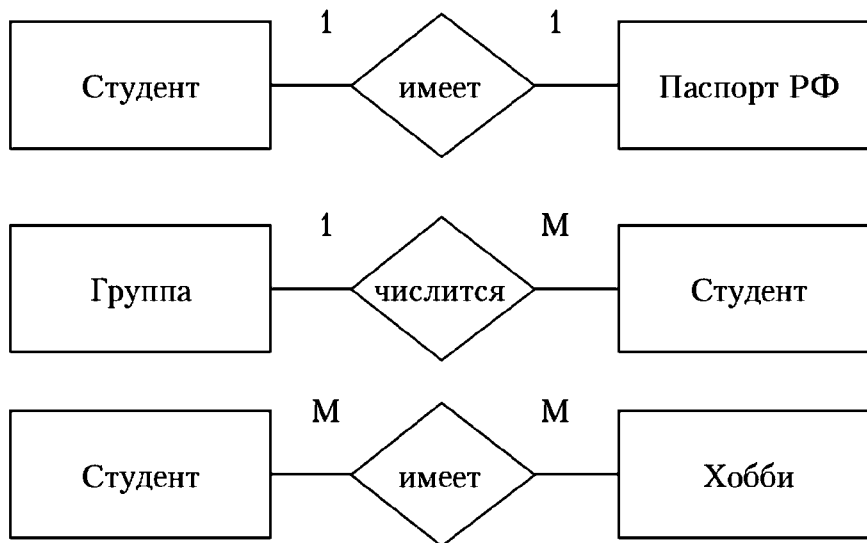 1 1
Студент имеет Паспорт РФ
1 М
Группа числится Студент
М М
Студент имеет Хобби